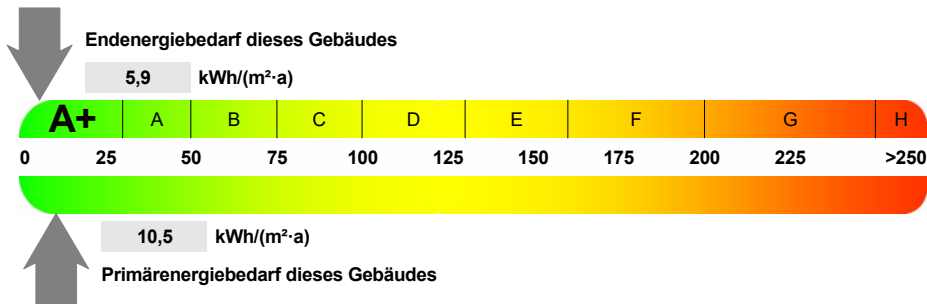 Endenergiebedarf dieses Gebäudes
5,9 kWh/(m²·a)
A+ A B C D E F G H
0 25 50 75 100 125 150 175 200 225 >250
10,5 kWh/(m²·a)
Primärenergiebedarf dieses Gebäudes